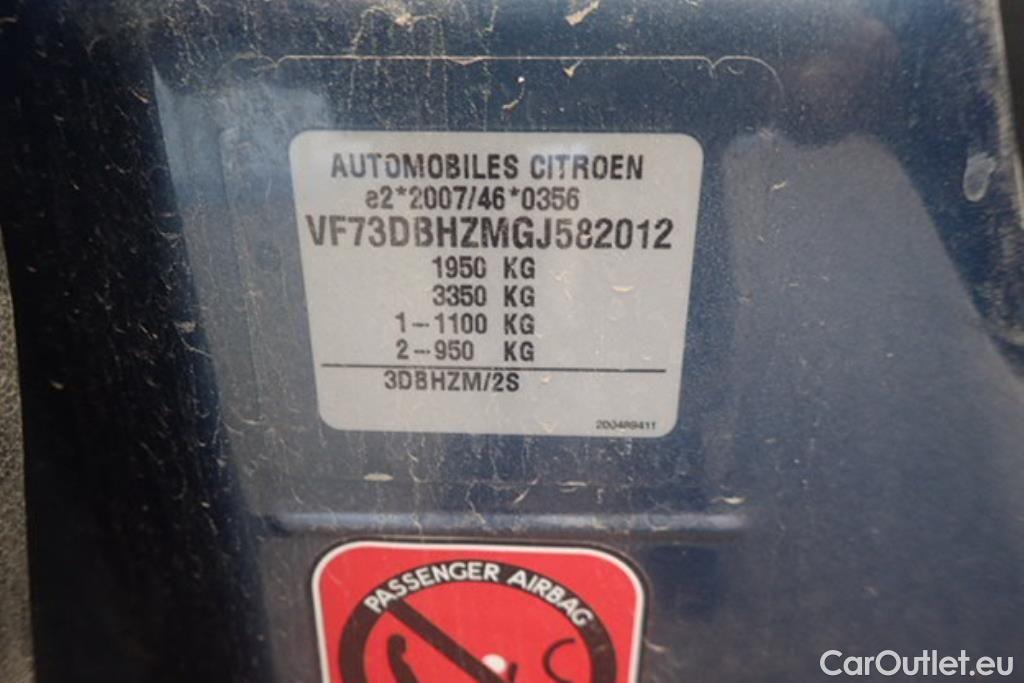 AUTOMOBILES CITROEN
e2*2007/46*0356
VF73DBHZMGJ582012
1950 KG
3350 KG
1--1100 KG
2--950 KG
3DBHZM/2S
200489411
PASSENGER AIRBAG
CarOutlet.eu